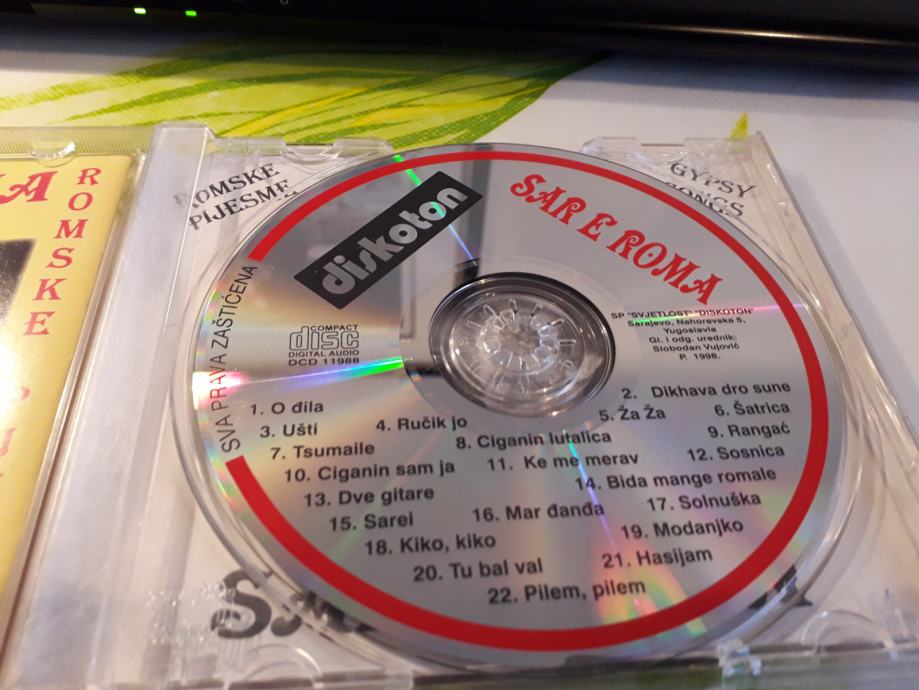 ROMSKE
ROMSKE
PIJESME
GYPSY
SONGS
diskoton
SAR E ROMA
SVA PRAVA ZAŠTIĆENA
COMPACT
disc
DIGITAL AUDIO
DCD 11988
SP "SVJETLOST" "DISKOTON"
Sarajevo, Nahorevska 5,
Yugoslavia
Gl. i odg. urednik:
Slobodan Vujović
P. 1998.
1. O đila
2. Dikhava dro sune
3. Ušti
4. Ručik jo
5. Ža Ža
6. Šatrica
7. Tsumaile
8. Ciganin lutalica
9. Rangać
10. Ciganin sam ja
11. Ke me merav
12. Sosnica
13. Dve gitare
14. Bida mange romale
15. Sarei
16. Mar đanđa
17. Solnuška
18. Kiko, kiko
19. Modanjko
20. Tu bal val
21. Hasijam
22. Pilem, pilem